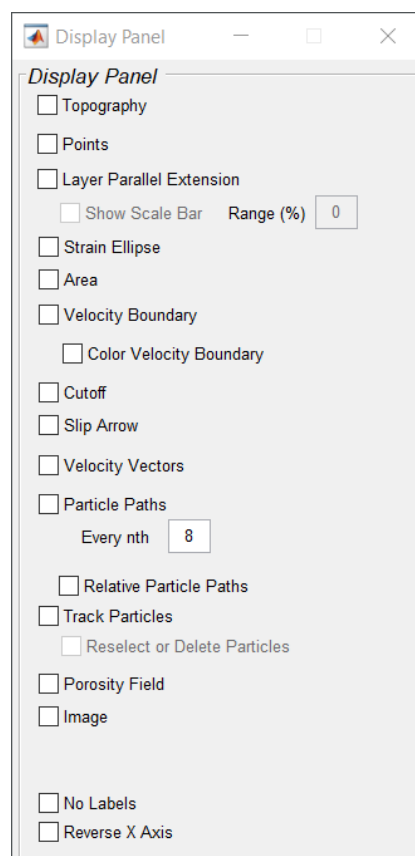 Display Panel
Display Panel
Topography
Points
Layer Parallel Extension
Show Scale Bar Range (%) 0
Strain Ellipse
Area
Velocity Boundary
Color Velocity Boundary
Cutoff
Slip Arrow
Velocity Vectors
Particle Paths
Every nth 8
Relative Particle Paths
Track Particles
Reselect or Delete Particles
Porosity Field
Image
No Labels
Reverse X Axis